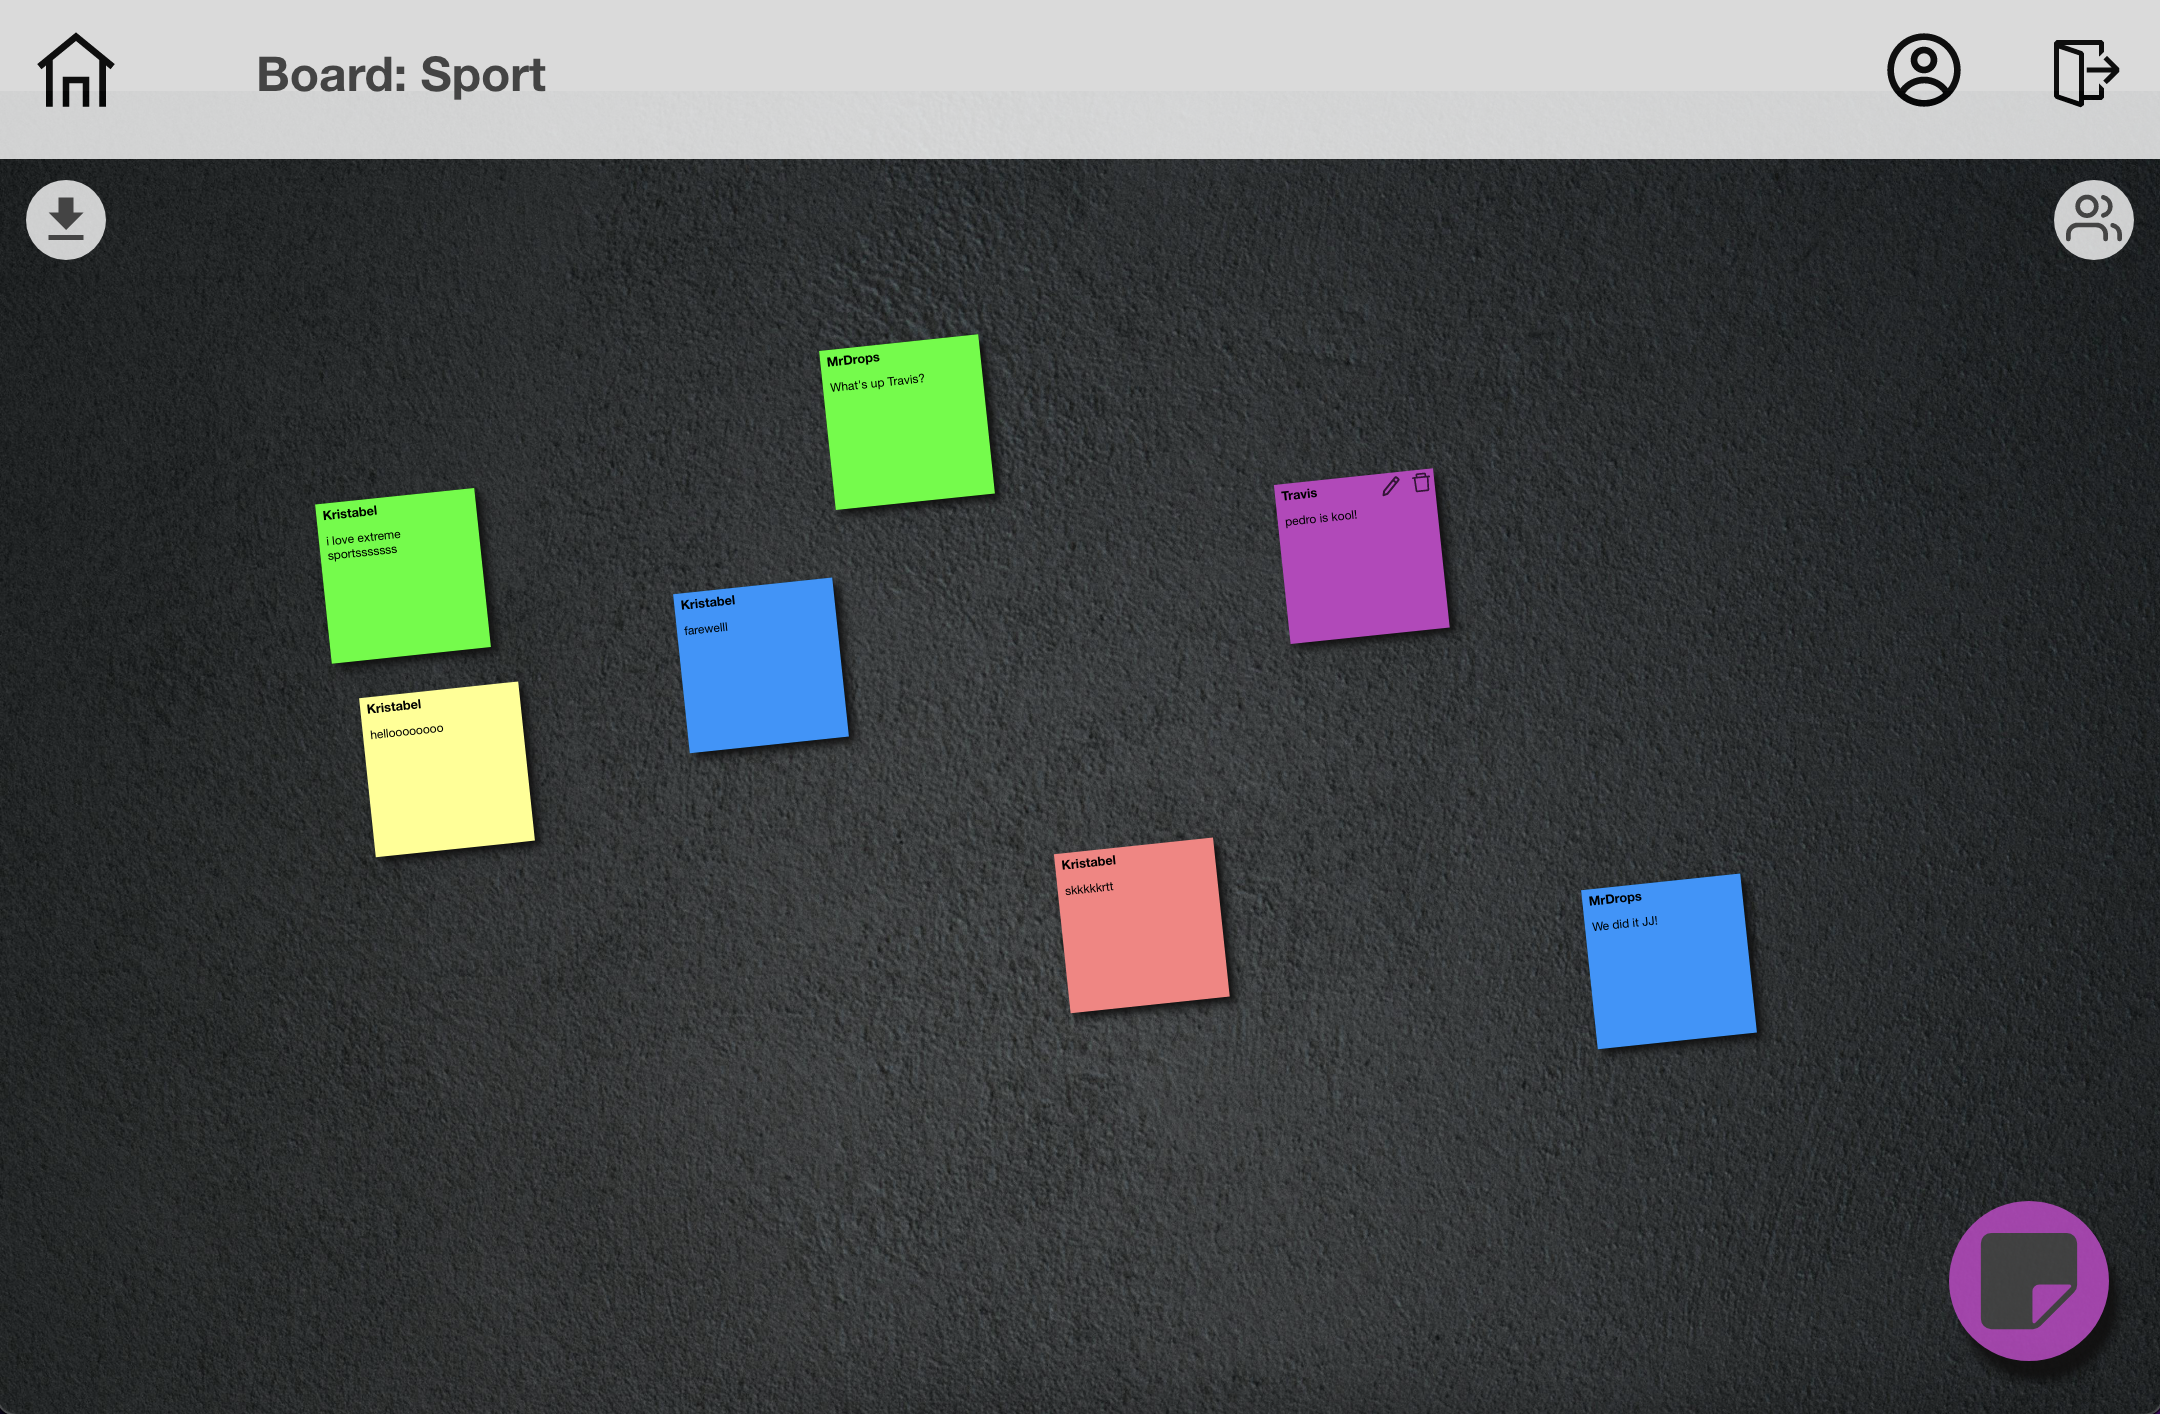 Board: Sport
MrDrops
What's up Travis?
Travis
pedro is kool!
Kristabel
i love extreme
sportsssssss
Kristabel
farewelll
Kristabel
helloooooooo
Kristabel
skkkkkrtt
MrDrops
We did it JJ!